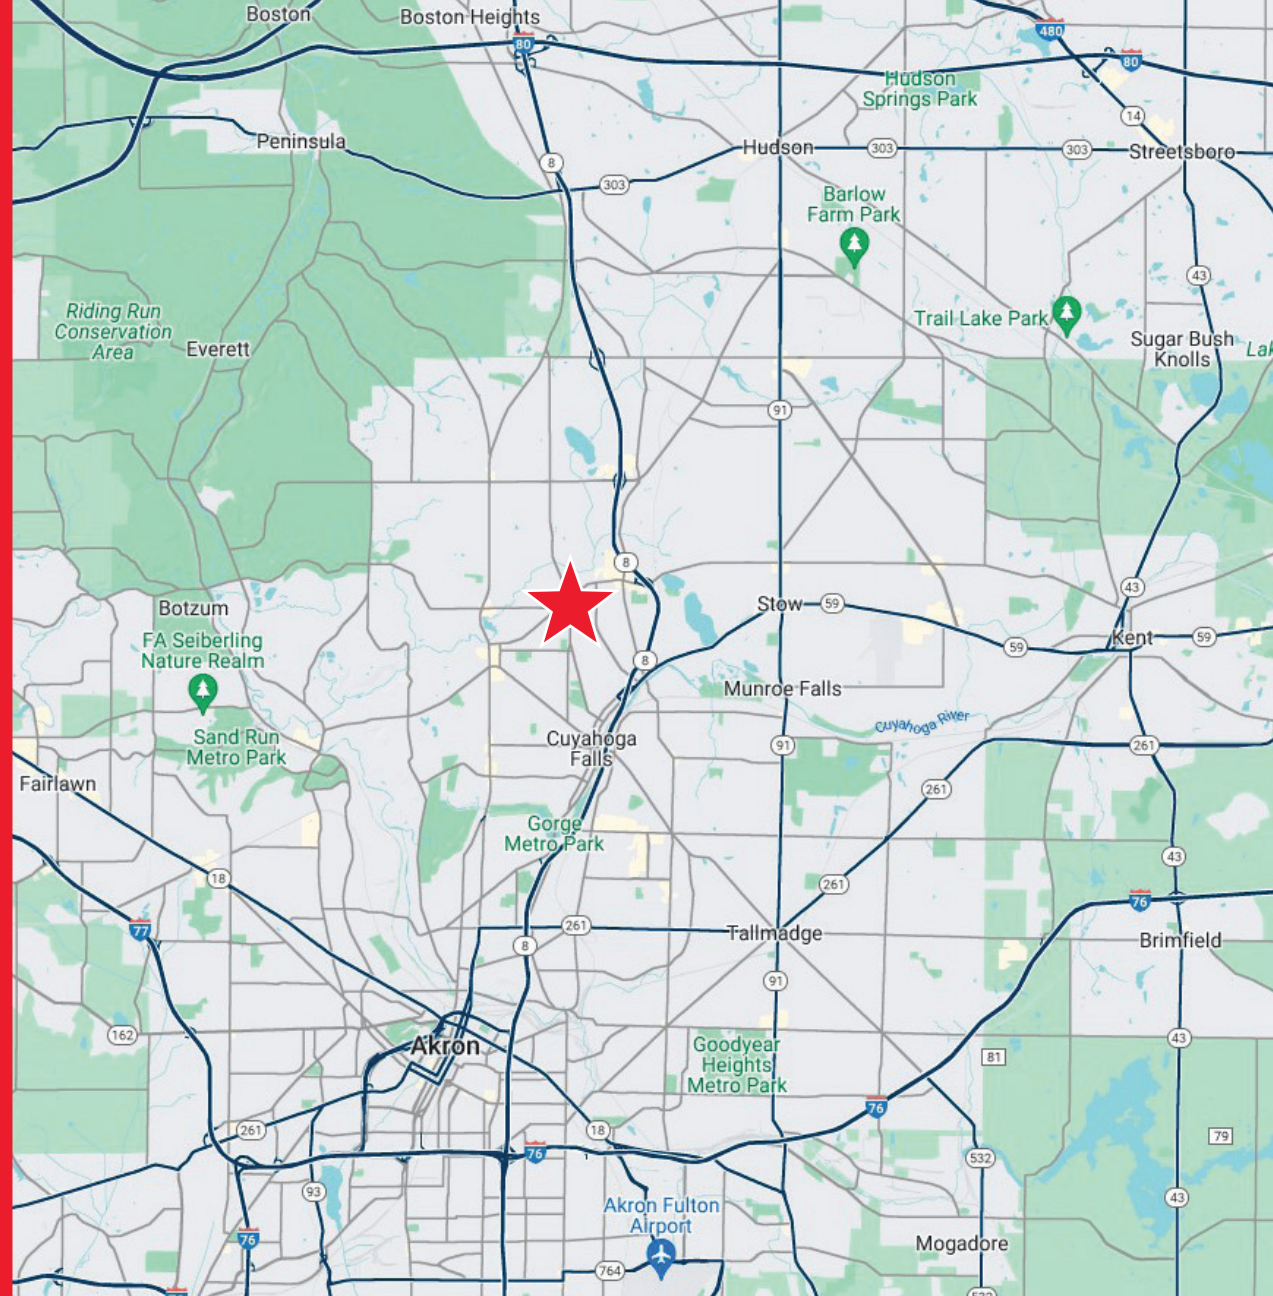 Boston
Boston Heights
80
480
80
Hudson
Springs Park
14
Peninsula
Hudson
303
303
Streetsboro
8
303
Barlow
Farm Park
43
Riding Run
Conservation
Area
Trail Lake Park
Everett
Sugar Bush
Knolls
Lak
91
8
43
Botzum
Stow
59
FA Seiberling
Nature Realm
Kent
59
59
8
Munroe Falls
Cuyahoga River
Sand Run
Metro Park
Cuyahoga
Falls
91
261
Fairlawn
261
Gorge
Metro Park
43
18
261
76
77
261
Tallmadge
8
Brimfield
91
162
Akron
Goodyear
Heights
Metro Park
43
81
76
261
18
79
76
532
93
43
Akron Fulton
Airport
76
Mogadore
764
532